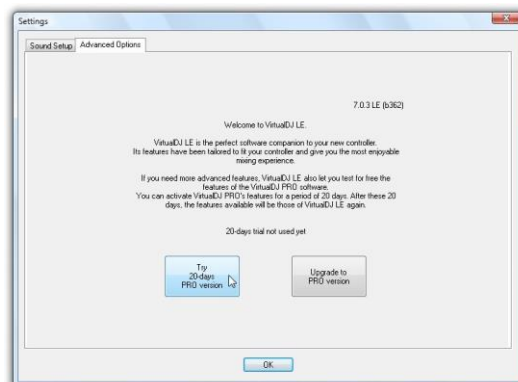 Settings
Sound Setup
Advanced Options
7.0.3 LE (b362)
Welcome to VirtualDJ LE.
VirtualDJ LE is the perfect software companion to your new controller.
Its features have been tailored to fit your controller and give you the most enjoyable
mixing experience.
If you need more advanced features, VirtualDJ LE also let you test for free the
features of the VirtualDJ PRO software.
You can activate VirtualDJ PRO's features for a period of 20 days. After these 20
days, the features available will be those of VirtualDJ LE again.
20-days trial not used yet
Try
20-days
PRO version
Upgrade to
PRO version
OK